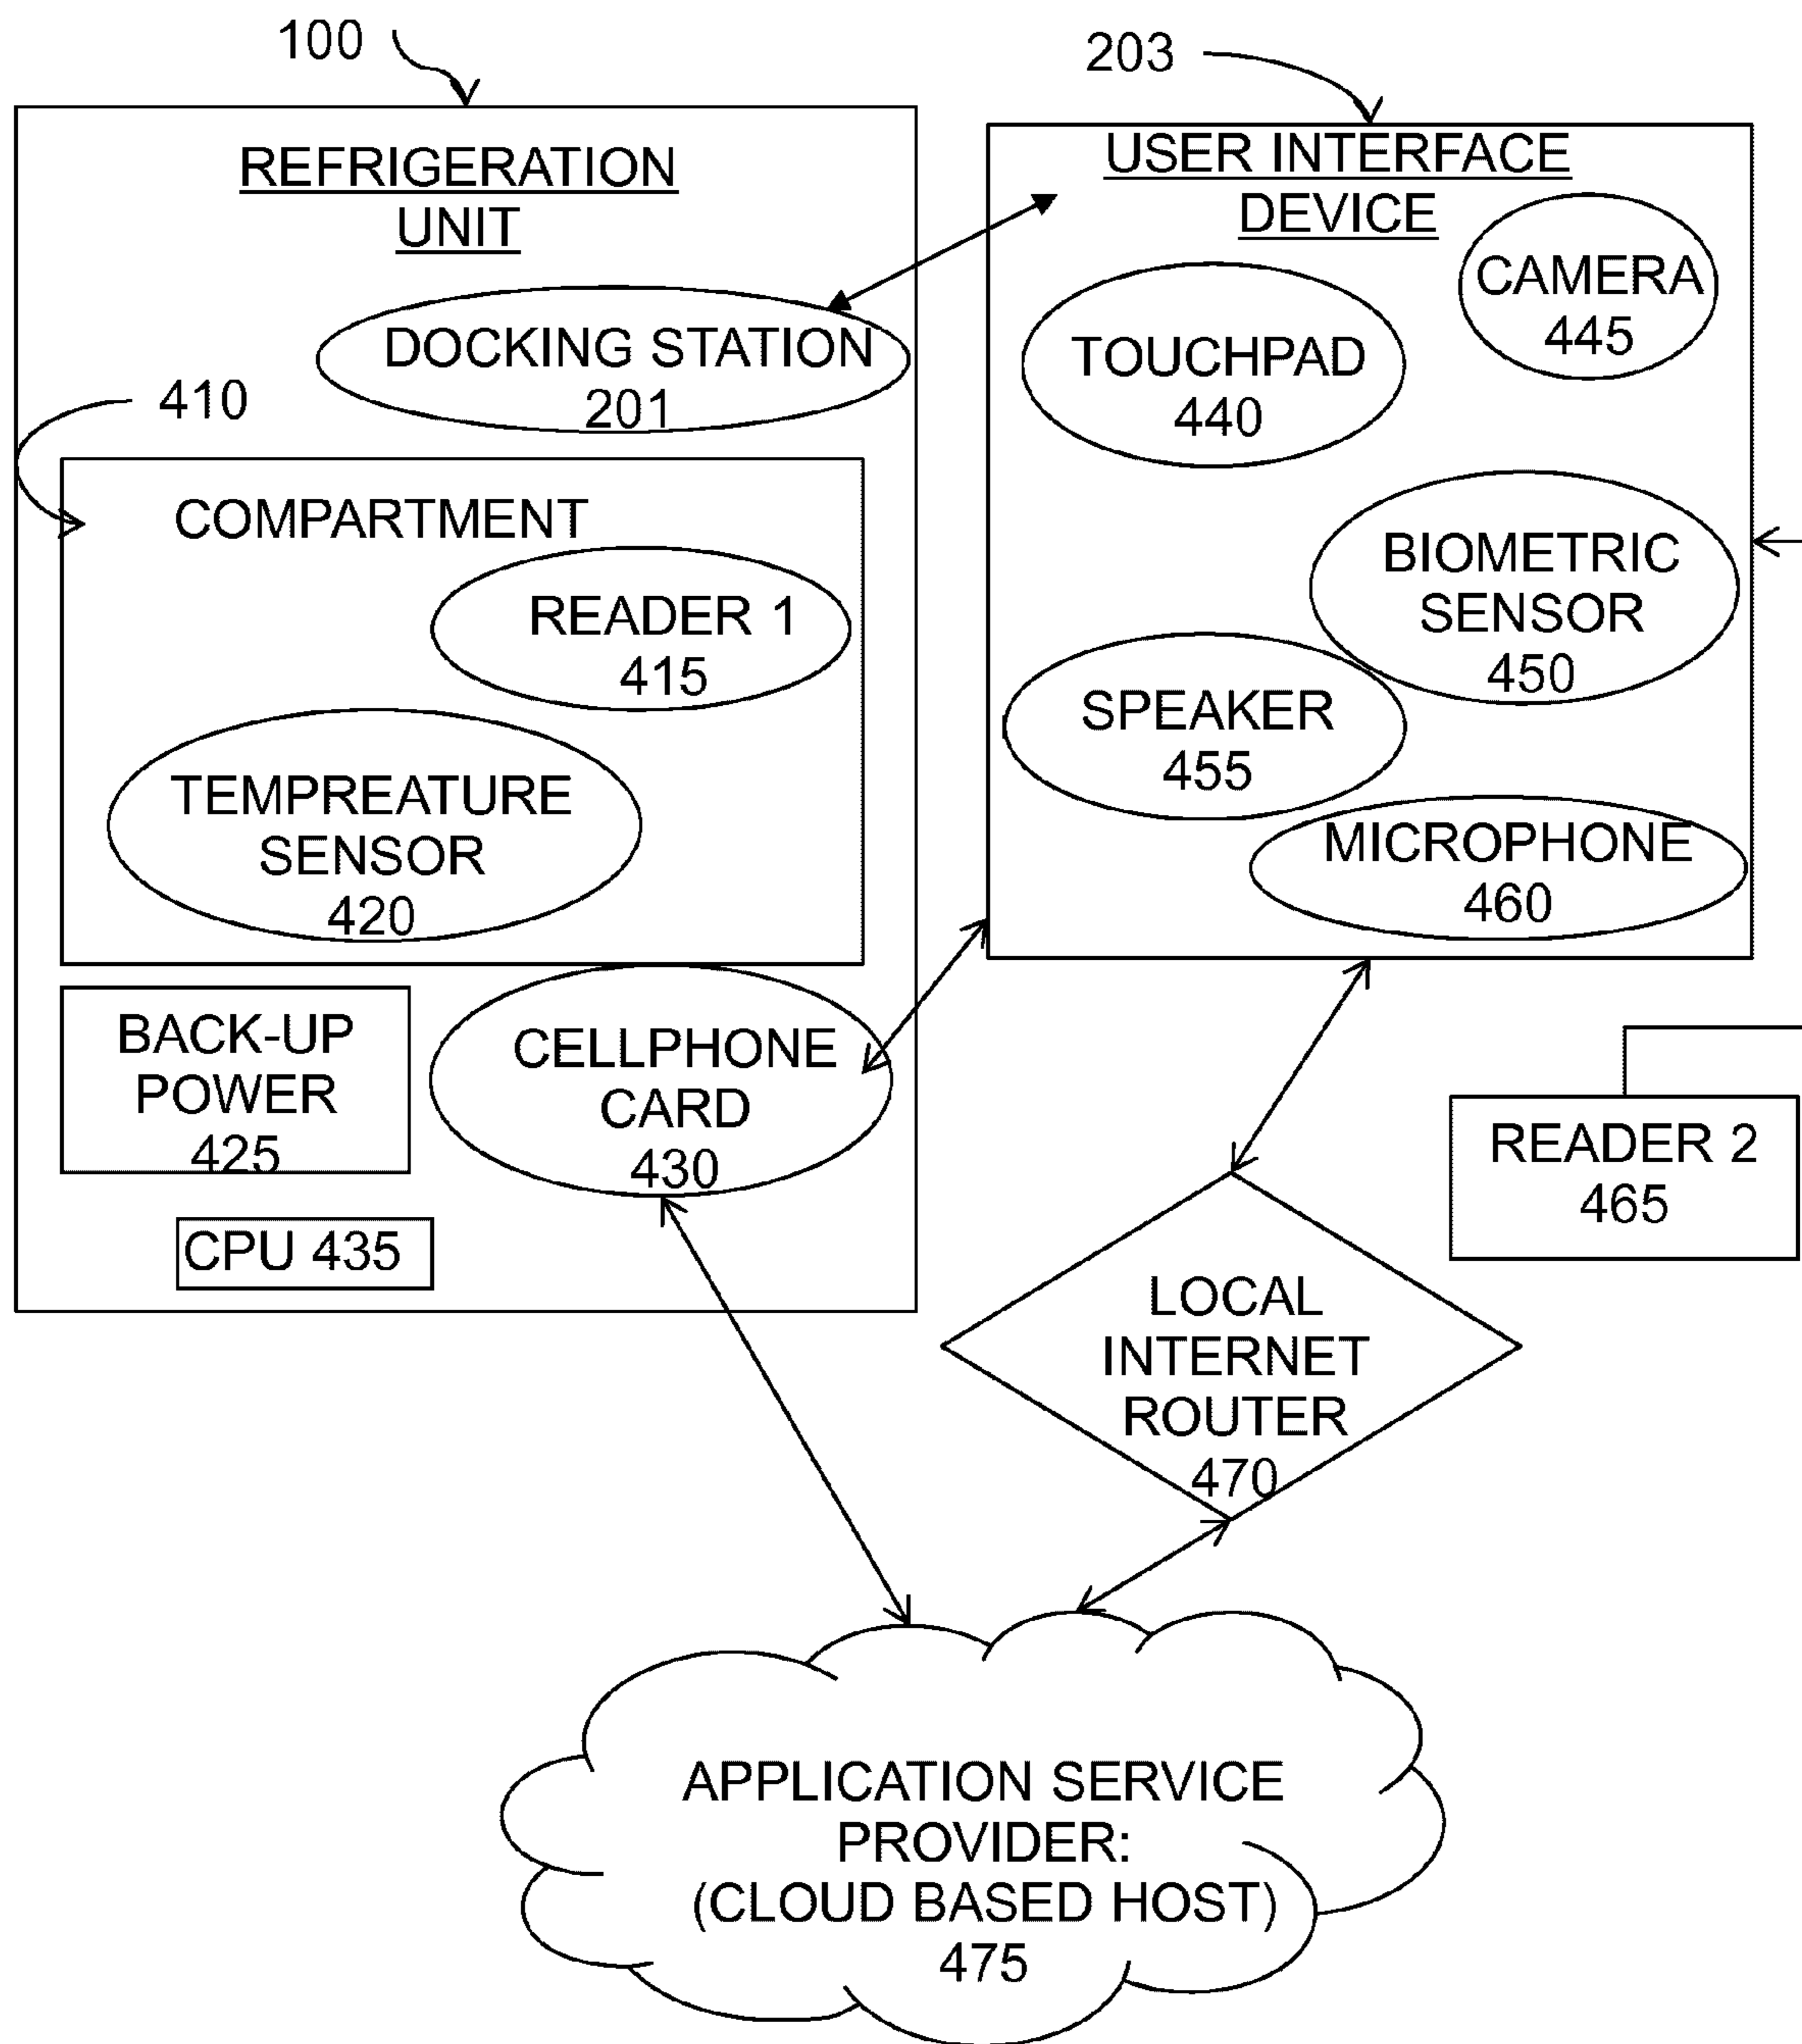 100
203
REFRIGERATION
UNIT
DOCKING STATION
201
410
COMPARTMENT
READER 1
415
TEMPREATURE
SENSOR
420
BACK-UP
POWER
425
CELLPHONE
CARD
430
CPU 435
USER INTERFACE
DEVICE
CAMERA
445
TOUCHPAD
440
BIOMETRIC
SENSOR
450
SPEAKER
455
MICROPHONE
460
READER 2
465
LOCAL
INTERNET
ROUTER
470
APPLICATION SERVICE
PROVIDER:
(CLOUD BASED HOST)
475